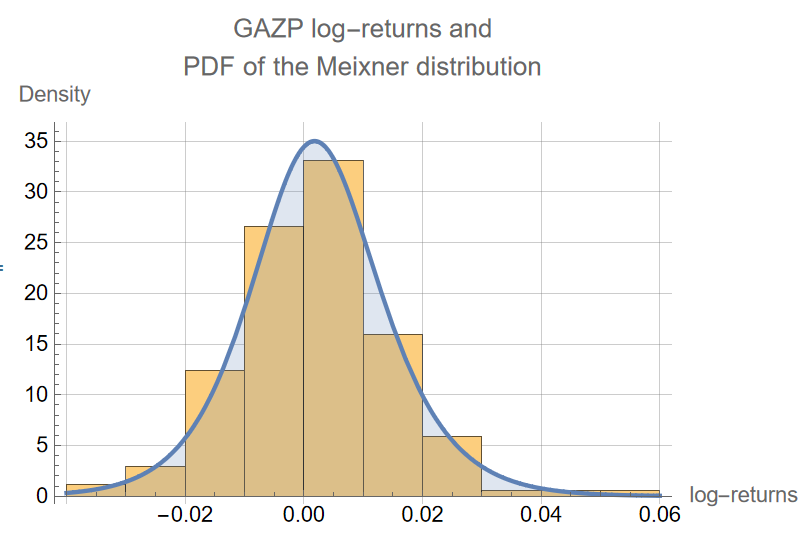 GAZP log-returns and
PDF of the Meixner distribution
Density
35
30
25
20
15
10
5
0
-0.02 0.00 0.02 0.04 0.06
log-returns